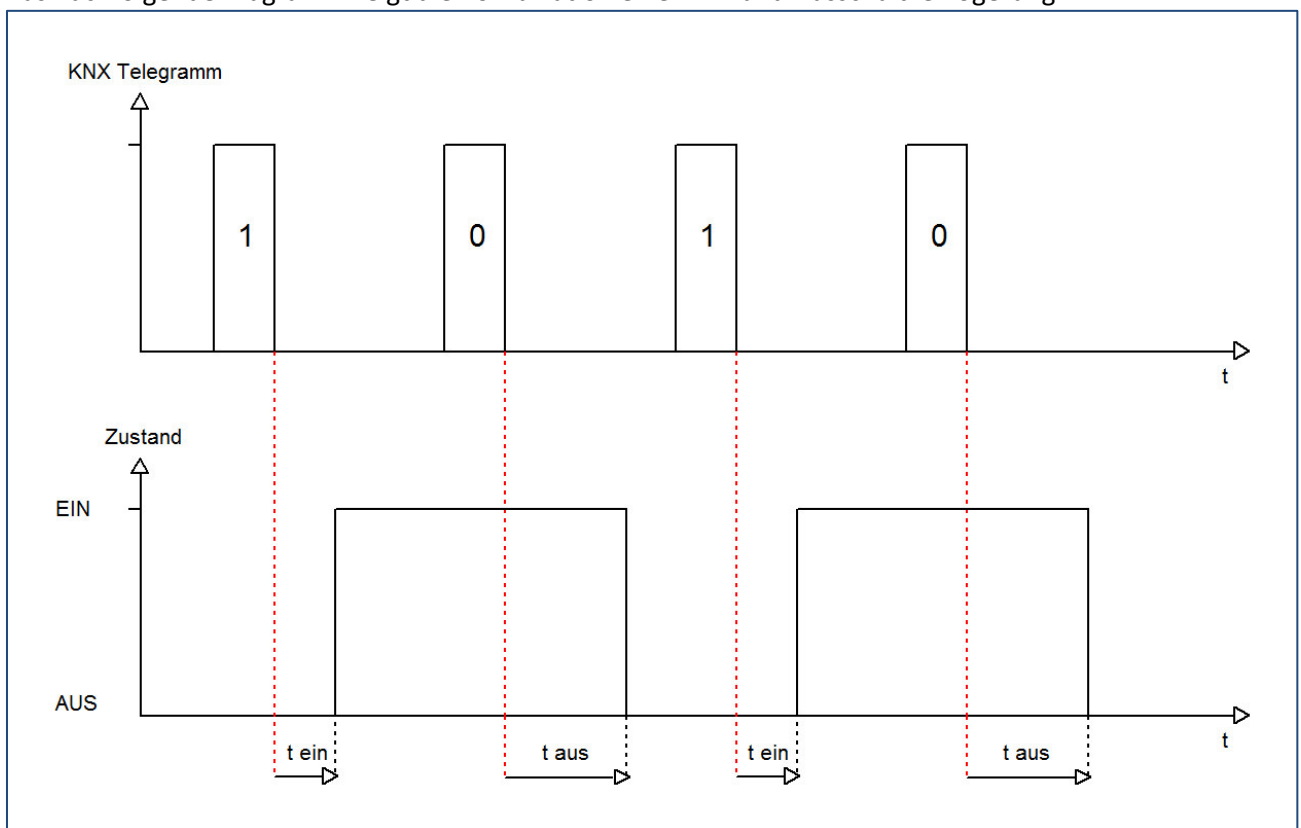 KNX Telegramm
1 0 1 0
t
Zustand
EIN
AUS
t
t ein t aus t ein t aus